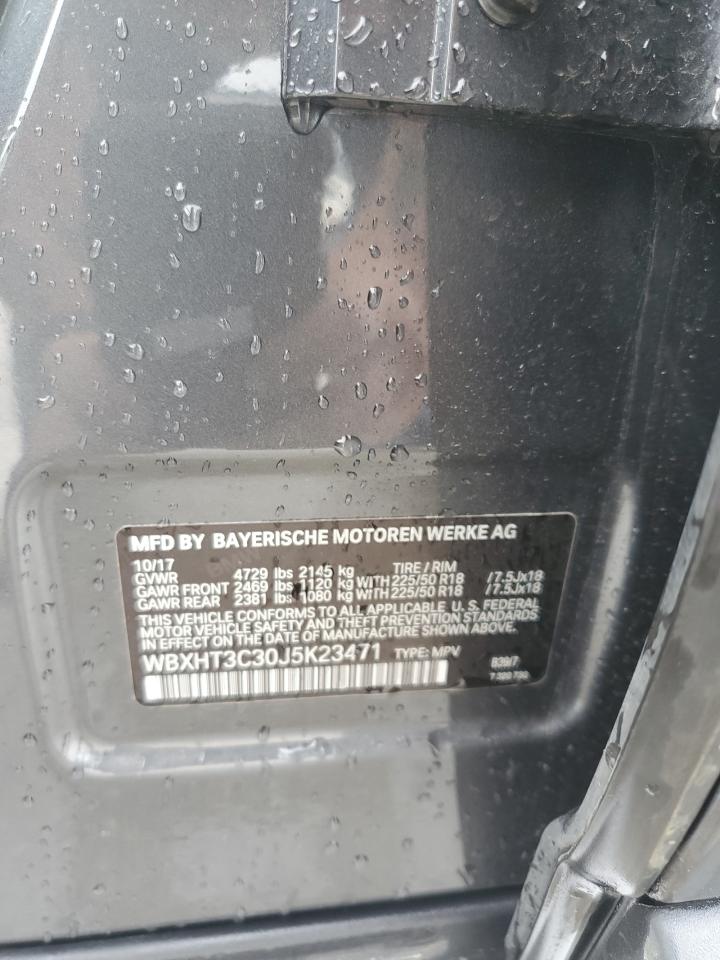 MFD BY BAYERISCHE MOTOREN WERKE AG
10/17 TIRE / RIM
GVWR 4729 lbs 2145 kg
GAWR FRONT 2469 lbs 1120 kg WITH 225/50 R18 /7.5Jx18
GAWR REAR 2381 lbs 1080 kg WITH 225/50 R18 /7.5Jx18
THIS VEHICLE CONFORMS TO ALL APPLICABLE U. S. FEDERAL
MOTOR VEHICLE SAFETY AND THEFT PREVENTION STANDARDS
IN EFFECT ON THE DATE OF MANUFACTURE SHOWN ABOVE.
WBXHT3C30J5K23471 TYPE: MPV